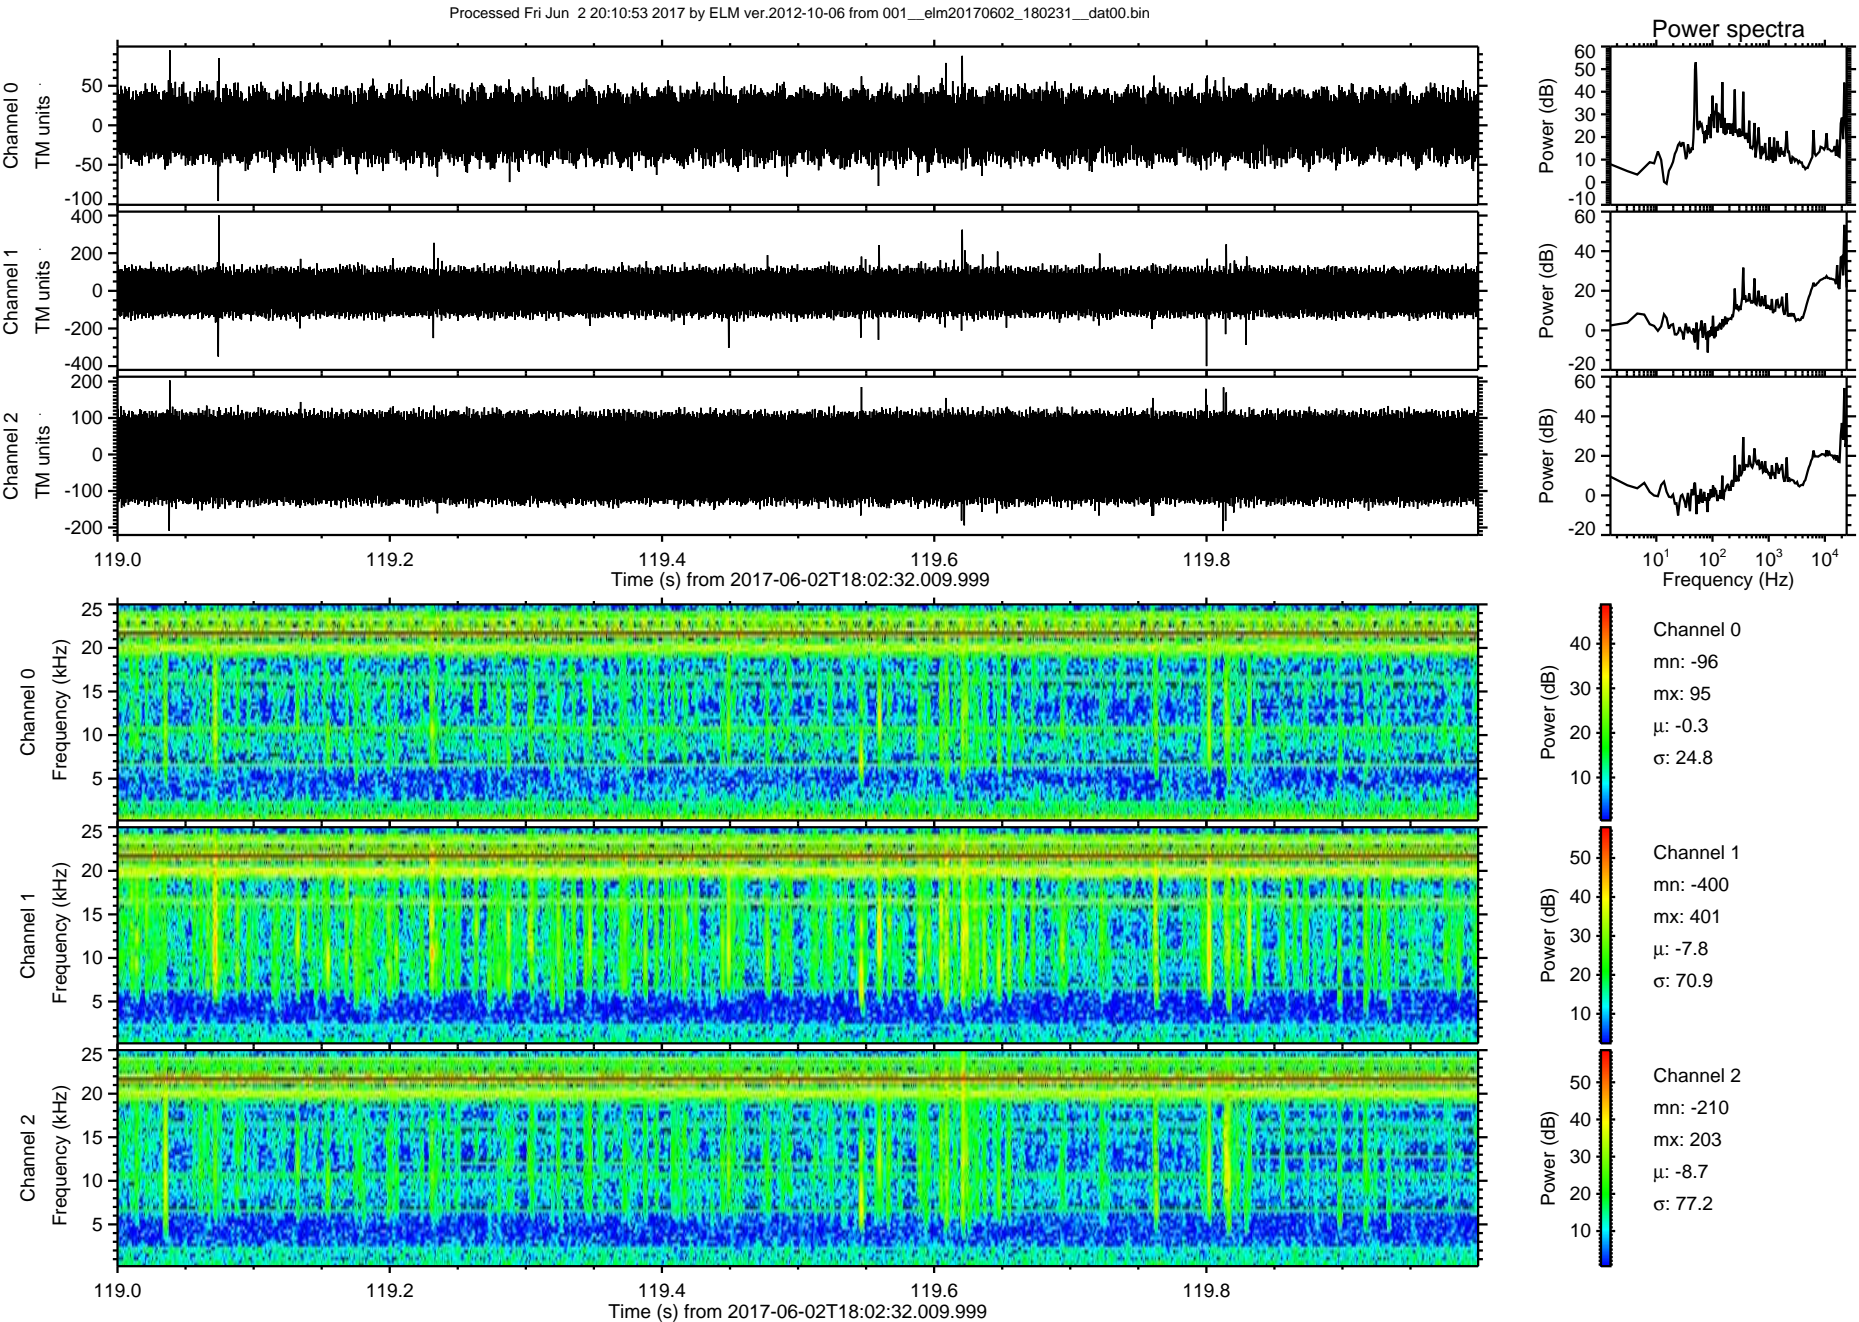 Processed Fri Jun  2 20:10:53 2017 by ELM ver.2012-10-06 from 001__elm20170602_180231__dat00.bin
Power spectra
Channel 0
TM units
50
0
-50
-100
Power (dB)
60
50
40
30
20
10
0
-10
Channel 1
TM units
400
200
0
-200
-400
Power (dB)
60
40
20
0
-20
Channel 2
TM units
200
100
0
-100
-200
Power (dB)
60
40
20
0
-20
119.0 119.2 119.4 119.6 119.8
Time (s) from 2017-06-02T18:02:32.009.999
10¹ 10² 10³ 10⁴
Frequency (Hz)
Channel 0
Frequency (kHz)
25
20
15
10
5
Power (dB)
40
30
20
10
Channel 0
mn: -96
mx: 95
μ: -0.3
σ: 24.8
Channel 1
Frequency (kHz)
25
20
15
10
5
Power (dB)
50
40
30
20
10
Channel 1
mn: -400
mx: 401
μ: -7.8
σ: 70.9
Channel 2
Frequency (kHz)
25
20
15
10
5
Power (dB)
50
40
30
20
10
Channel 2
mn: -210
mx: 203
μ: -8.7
σ: 77.2
119.0 119.2 119.4 119.6 119.8
Time (s) from 2017-06-02T18:02:32.009.999